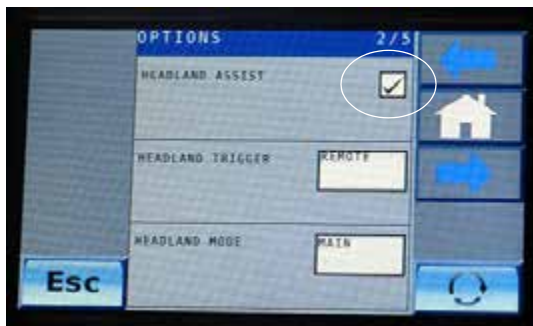 OPTIONS 2/5
HEADLAND ASSIST
HEADLAND TRIGGER REMOTE
HEADLAND MODE MAIN
Esc